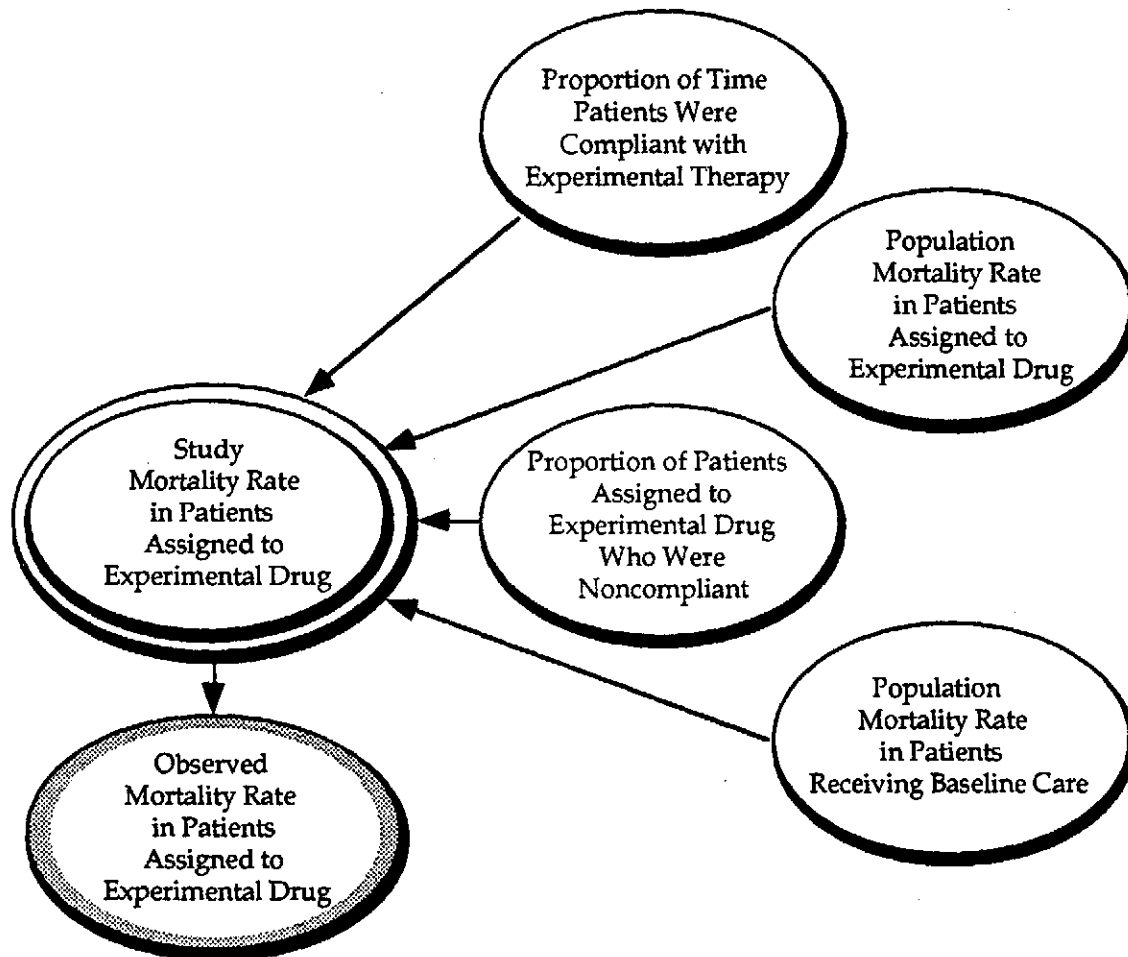 Proportion of Time
Patients Were
Compliant with
Experimental Therapy
Population
Mortality Rate
in Patients
Assigned to
Experimental Drug
Study
Mortality Rate
in Patients
Assigned to
Experimental Drug
Proportion of Patients
Assigned to
Experimental Drug
Who Were
Noncompliant
Population
Mortality Rate
in Patients
Receiving Baseline Care
Observed
Mortality Rate
in Patients
Assigned to
Experimental Drug